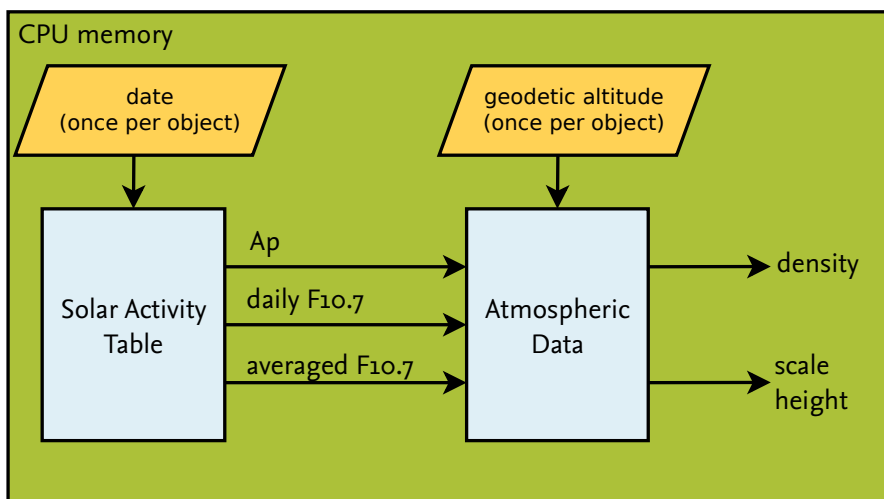 CPU memory
date
(once per object)
geodetic altitude
(once per object)
Solar Activity
Table
Ap
daily F10.7
averaged F10.7
Atmospheric
Data
density
scale
height